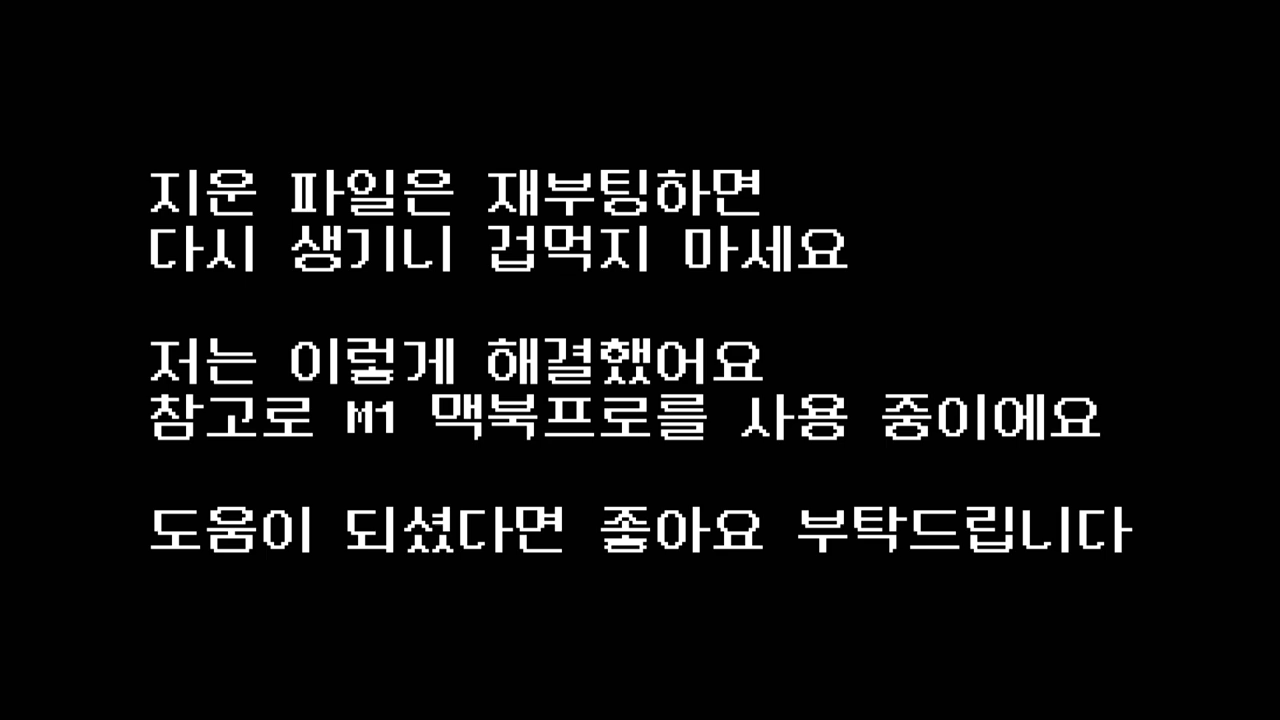 지운 파일은 재부팅하면
다시 생기니 겁먹지 마세요
저는 이렇게 해결했어요
참고로 M1 맥북프로를 사용 중이에요
도움이 되셨다면 좋아요 부탁드립니다